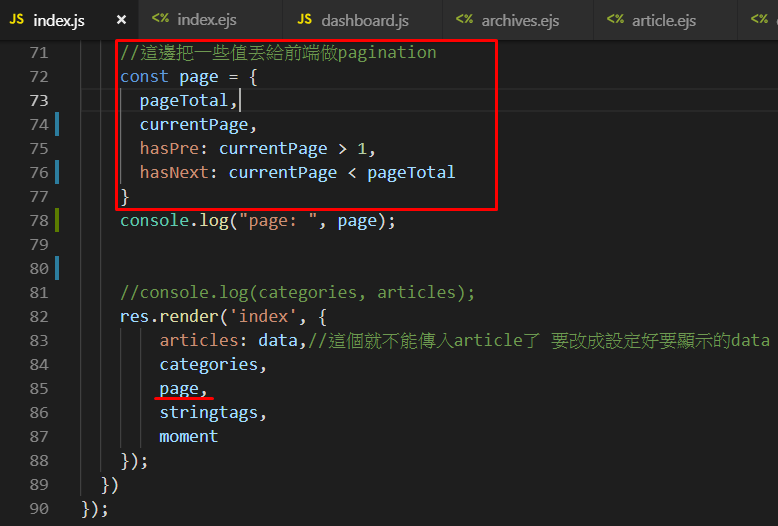 JS index.js × <%> index.ejs JS dashboard.js <%> archives.ejs <%> article.ejs <%>
71 //這邊把一些值丟給前端做pagination
72 const page = {
73 pageTotal,
74 currentPage,
75 hasPre: currentPage > 1,
76 hasNext: currentPage < pageTotal
77 }
78 console.log("page: ", page);
79
80
81 //console.log(categories, articles);
82 res.render('index', {
83 articles: data,//這個就不能傳入article了 要改成設定好要顯示的data
84 categories,
85 page,
86 stringtags,
87 moment
88 });
89 })
90 });